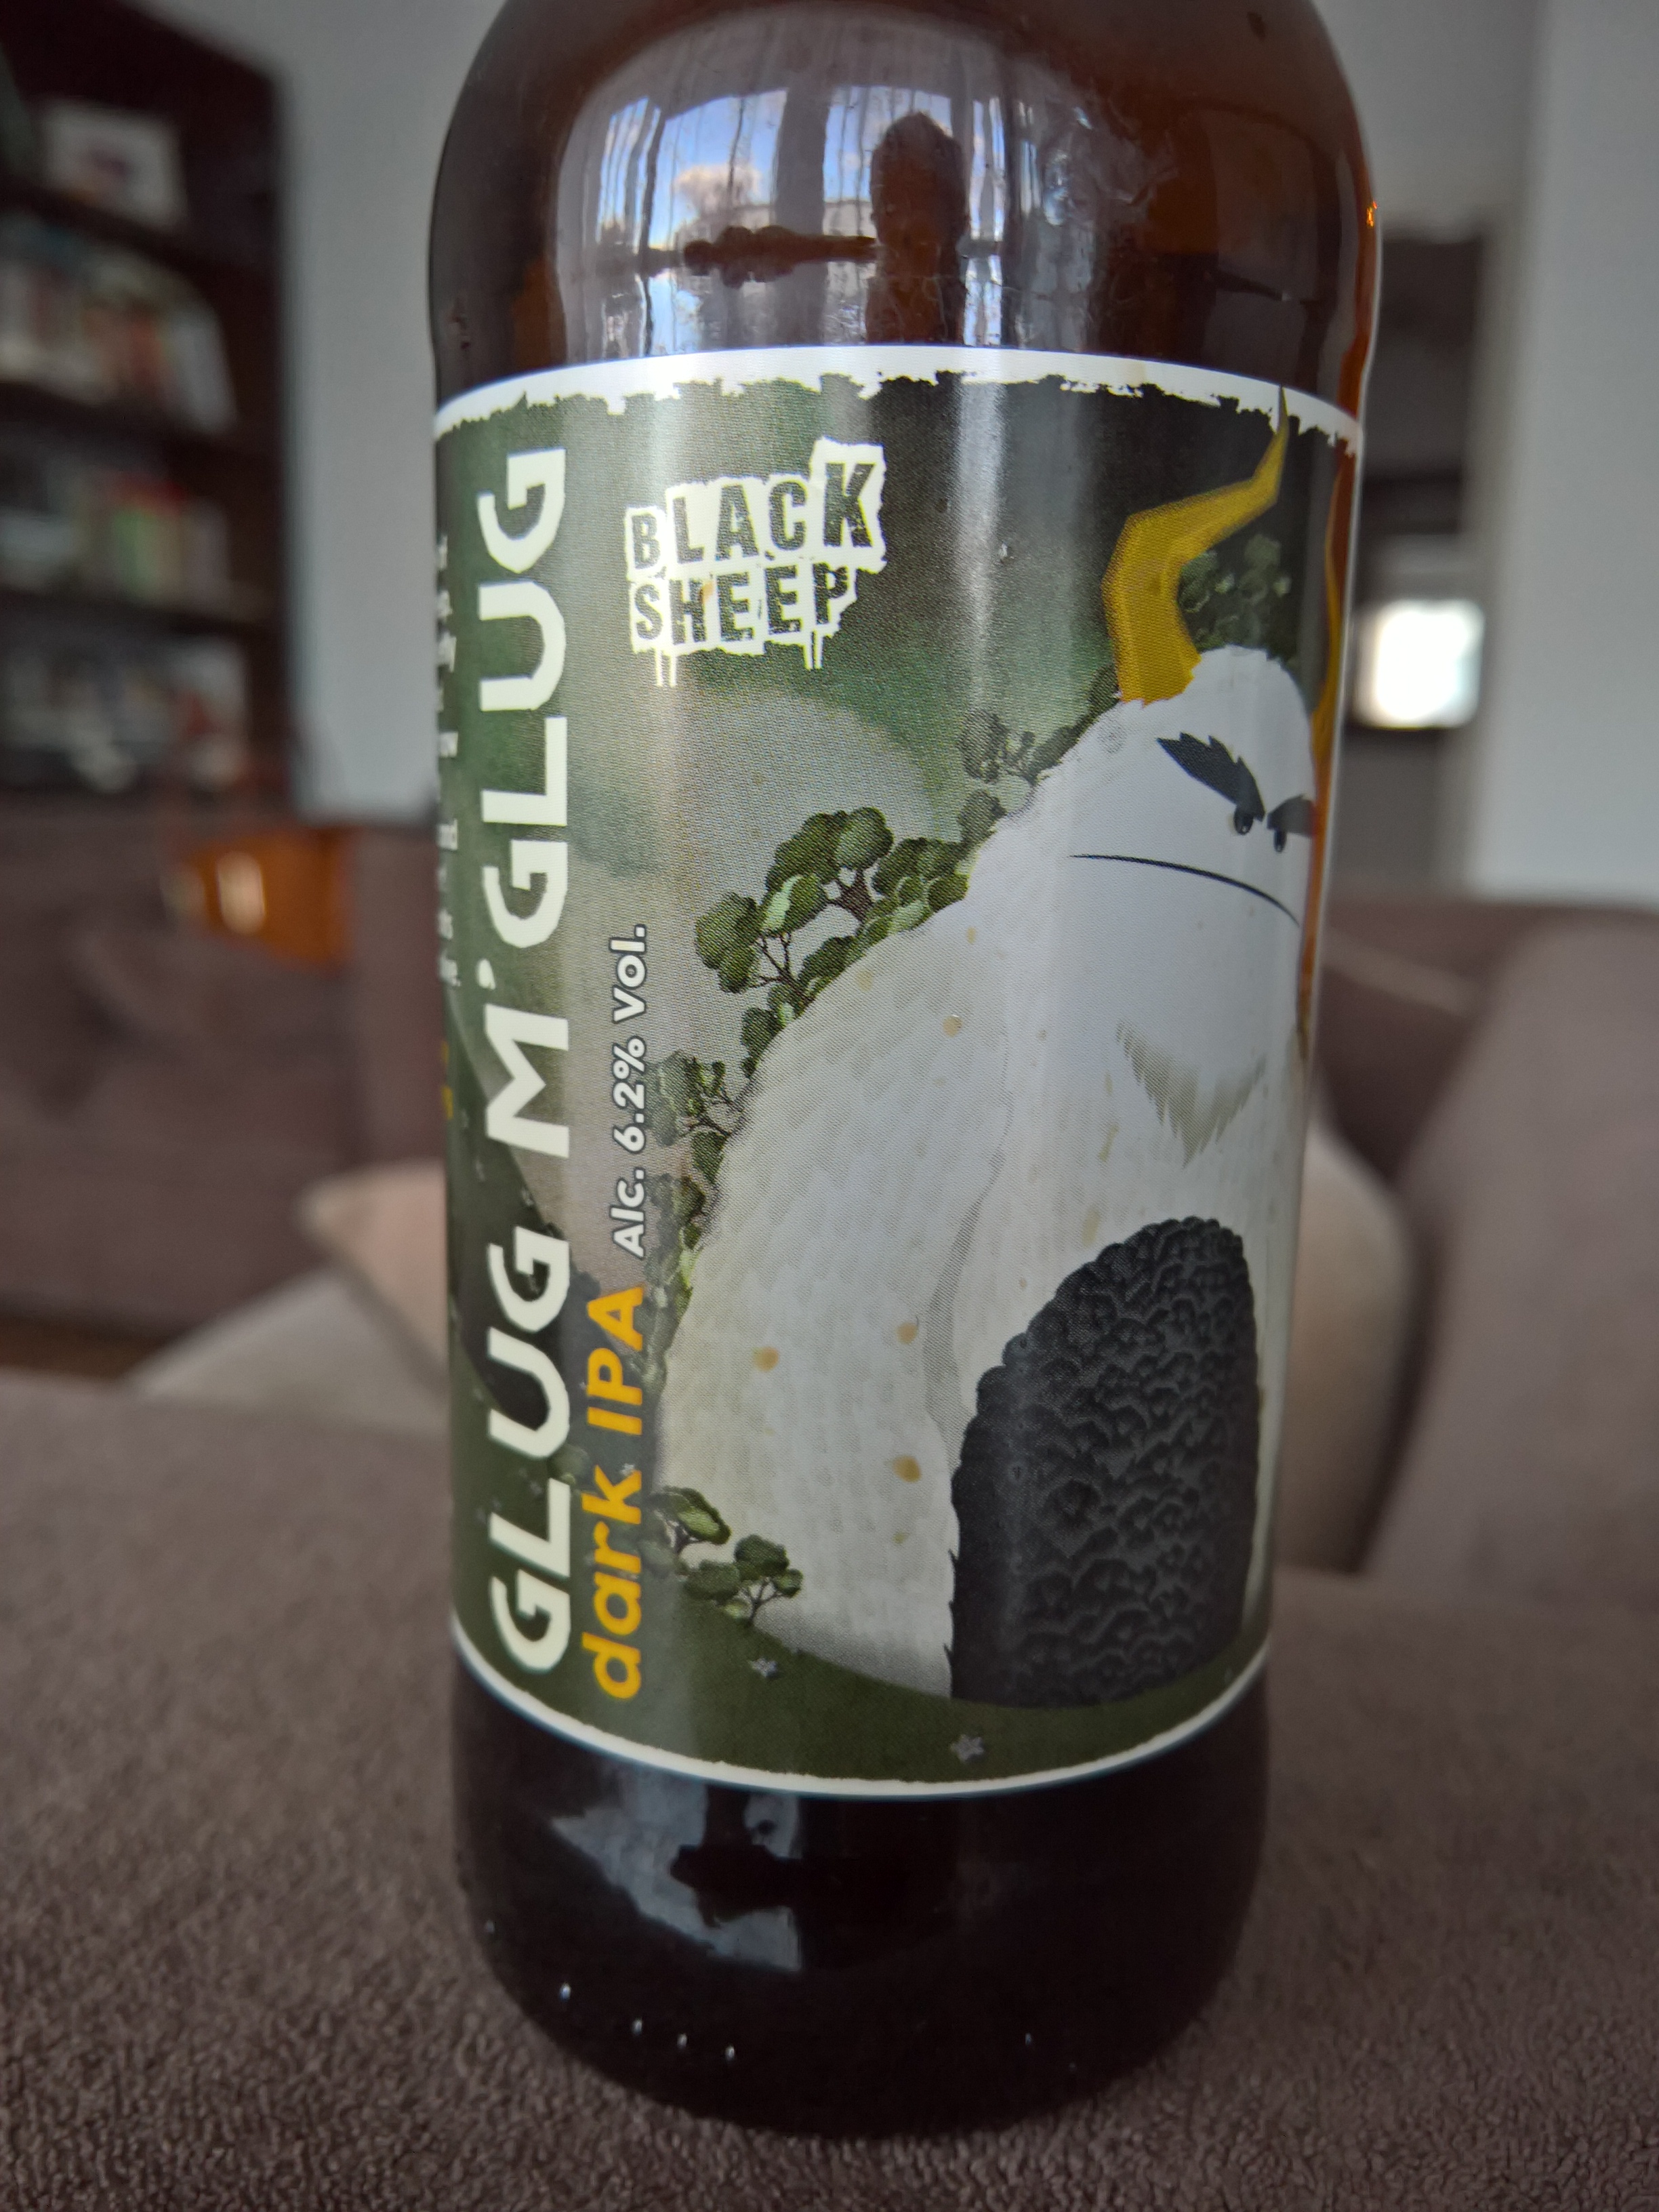 BLACK
SHEEP
GLUG M'GLUG
dark IPA Alc. 6.2% Vol.